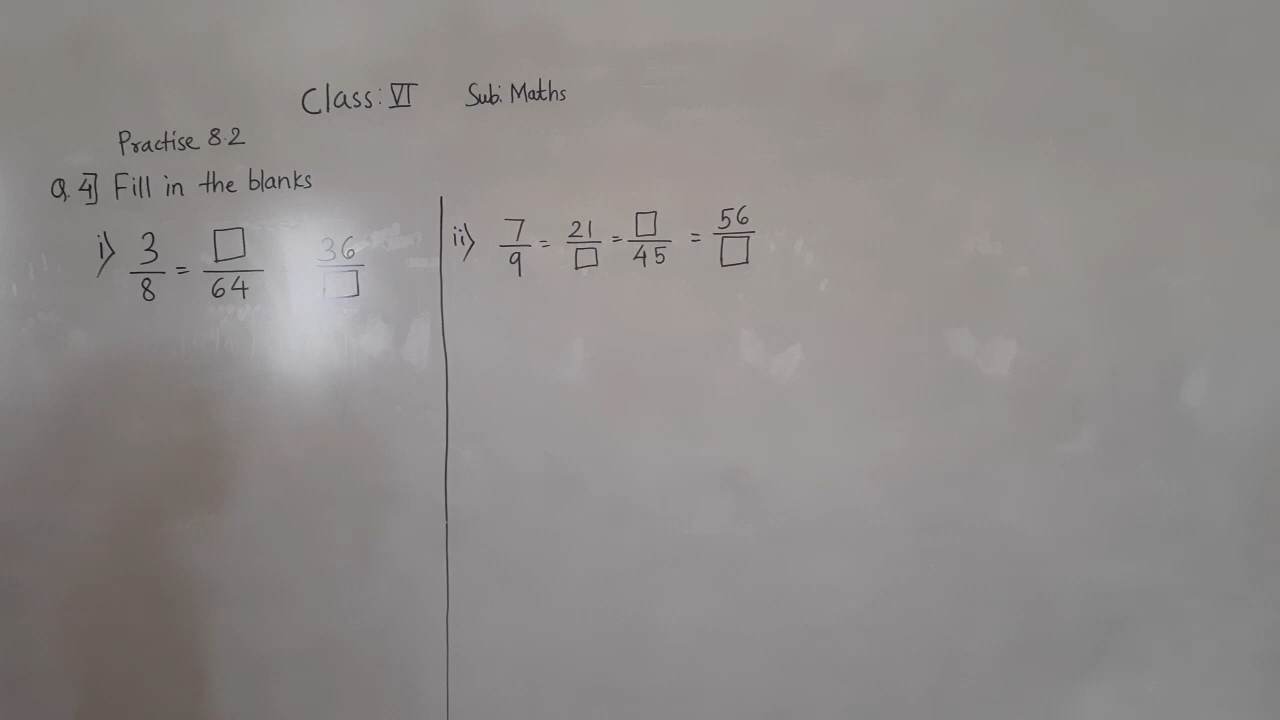 Class: VI Sub: Maths
Practise 8.2
Q. 4] Fill in the blanks
i) 3/8 = □/64 36/□
ii) 7/9 = 21/□ = □/45 = 56/□